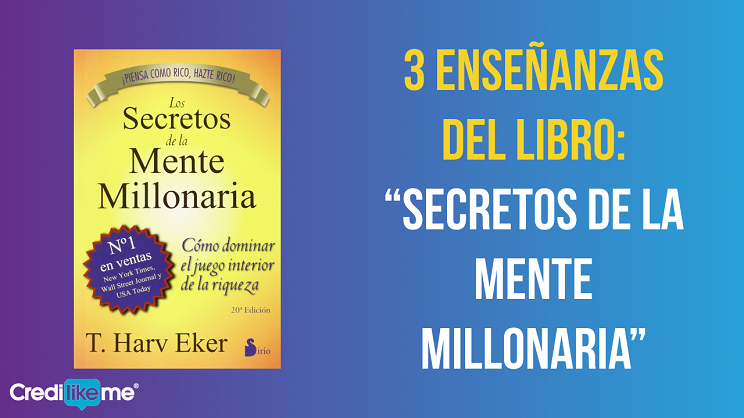 ¡PIENSA COMO RICO, HAZTE RICO!
Los
Secretos
de la
Mente
Millonaria
Nº1
en ventas
New York Times,
Wall Street Journal y
USA Today
Cómo dominar
el juego interior
de la riqueza
20ª Edición
T. Harv Eker
Sirio
3 ENSEÑANZAS
DEL LIBRO:
“SECRETOS DE LA
MENTE
MILLONARIA”
Credilikeme®